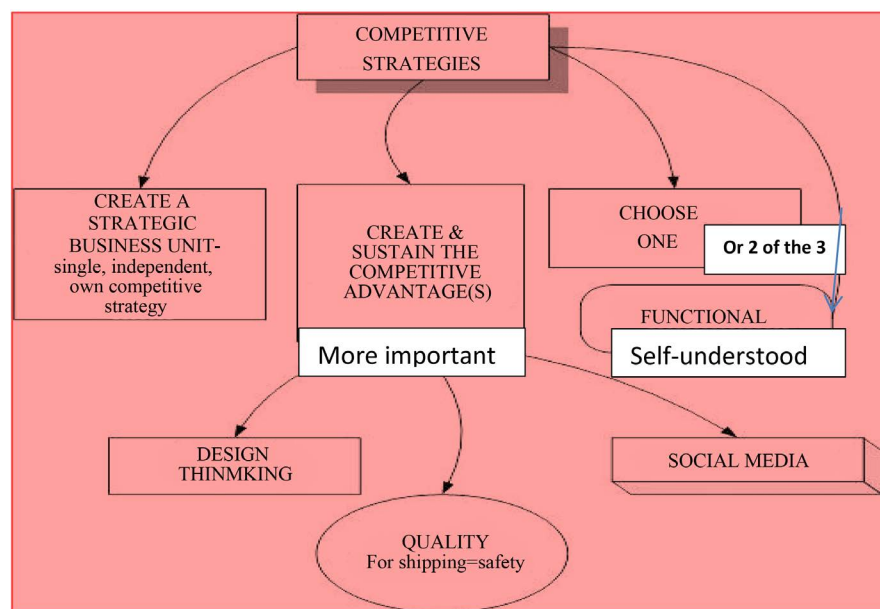 COMPETITIVE
STRATEGIES
CREATE A
STRATEGIC
BUSINESS UNIT-
single, independent,
own competitive
strategy
CREATE &
SUSTAIN THE
COMPETITIVE
ADVANTAGE(S)
More important
CHOOSE
ONE
Or 2 of the 3
FUNCTIONAL
Self-understood
DESIGN
THINMKING
QUALITY
For shipping=safety
SOCIAL MEDIA